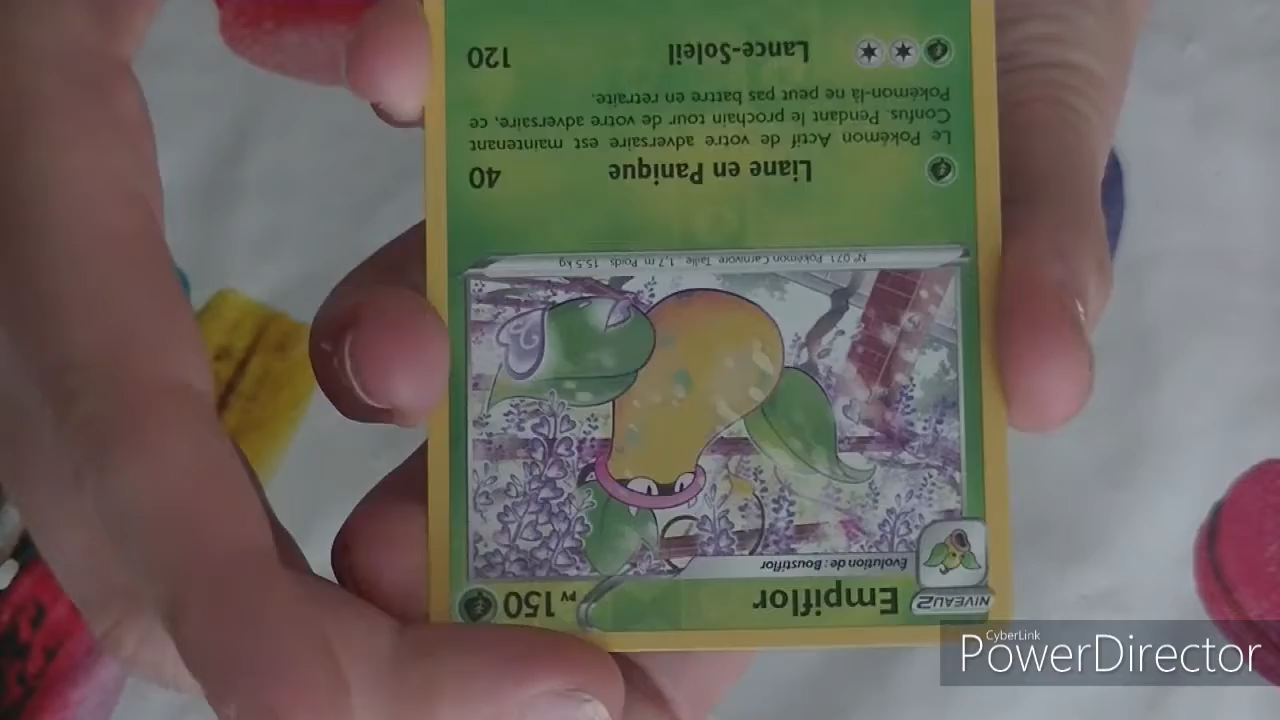 NIVEAU2
Empiflor
PV 150
Évolution de : Boustiflor
N° 071 Pokémon Carnivore Taille 1,7 m Poids 15.5 kg
Liane en Panique 40
Le Pokémon Actif de votre adversaire est maintenant
Confus. Pendant le prochain tour de votre adversaire, ce
Pokémon-là ne peut pas battre en retraite.
Lance-Soleil 120
CyberLink
PowerDirector